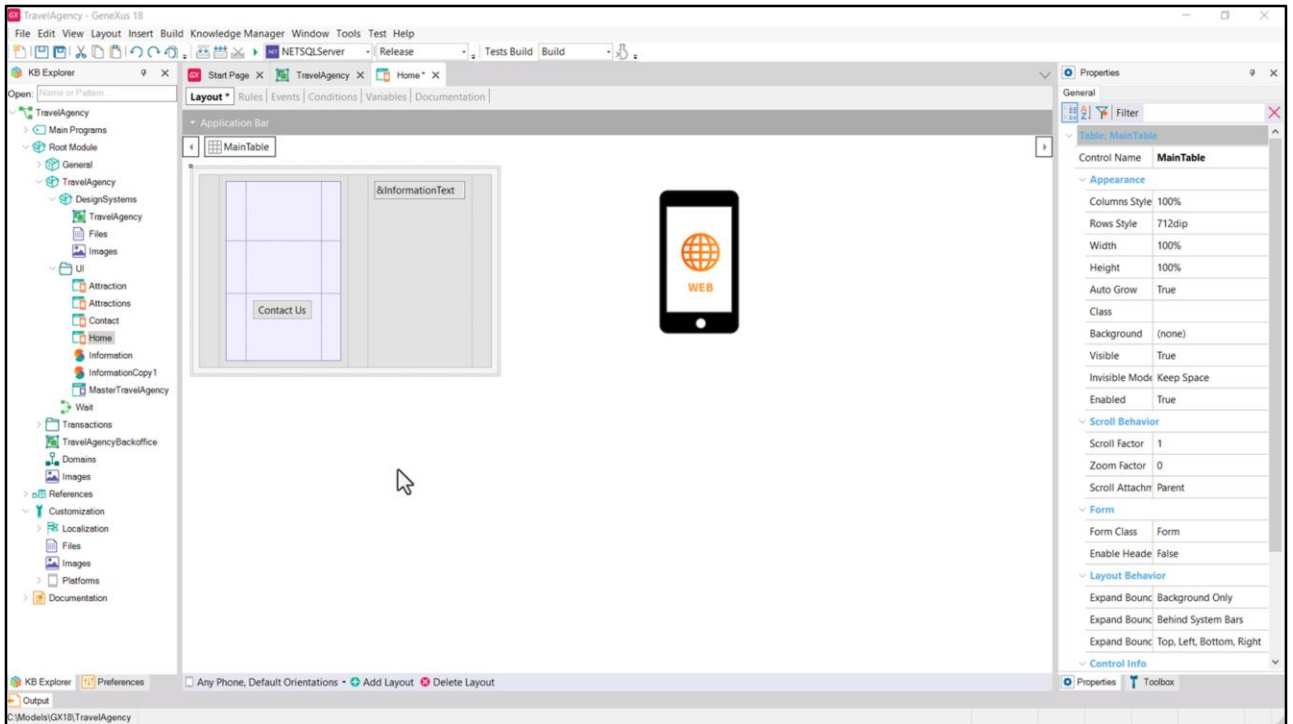 TravelAgency - GeneXus 18
File Edit View Layout Insert Build Knowledge Manager Window Tools Test Help
NETSQLServer Release Tests Build Build
KB Explorer
Open: Name or Pattern...
TravelAgency
Main Programs
Root Module
General
TravelAgency
DesignSystems
TravelAgency
Files
Images
UI
Attraction
Attractions
Contact
Home
Information
InformationCopy1
MasterTravelAgency
Wait
Transactions
TravelAgencyBackoffice
Domains
Images
References
Customization
Localization
Files
Images
Platforms
Documentation
KB Explorer Preferences
Start Page X TravelAgency X Home* X
Layout * Rules Events Conditions Variables Documentation
Application Bar
MainTable
&InformationText
Contact Us
WEB
Any Phone, Default Orientations Add Layout Delete Layout
Properties
General
Filter
Table: MainTable
Control Name MainTable
Appearance
Columns Style 100%
Rows Style 712dip
Width 100%
Height 100%
Auto Grow True
Class
Background (none)
Visible True
Invisible Mode Keep Space
Enabled True
Scroll Behavior
Scroll Factor 1
Zoom Factor 0
Scroll Attachm Parent
Form
Form Class Form
Enable Heade False
Layout Behavior
Expand Bounc Background Only
Expand Bounc Behind System Bars
Expand Bounc Top, Left, Bottom, Right
Control Info
Properties Toolbox
Output
C:\Models\GX18\TravelAgency